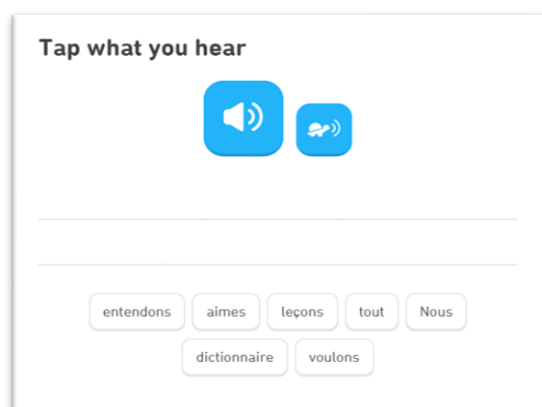 Tap what you hear
entendons aimes leçons tout Nous
dictionnaire voulons